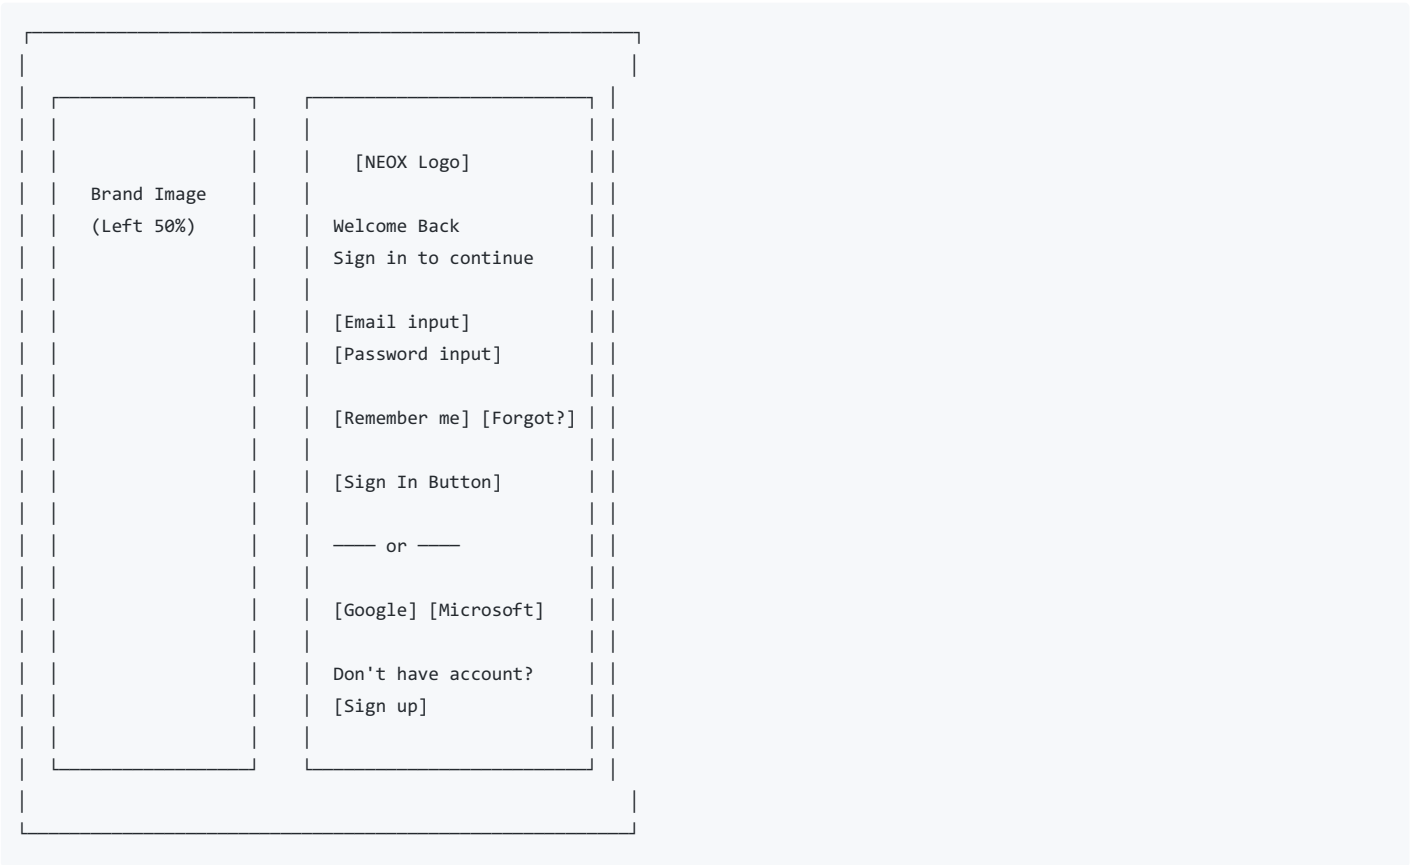 [NEOX Logo]
Brand Image
(Left 50%)
Welcome Back
Sign in to continue
[Email input]
[Password input]
[Remember me] [Forgot?]
[Sign In Button]
──── or ────
[Google] [Microsoft]
Don't have account?
[Sign up]